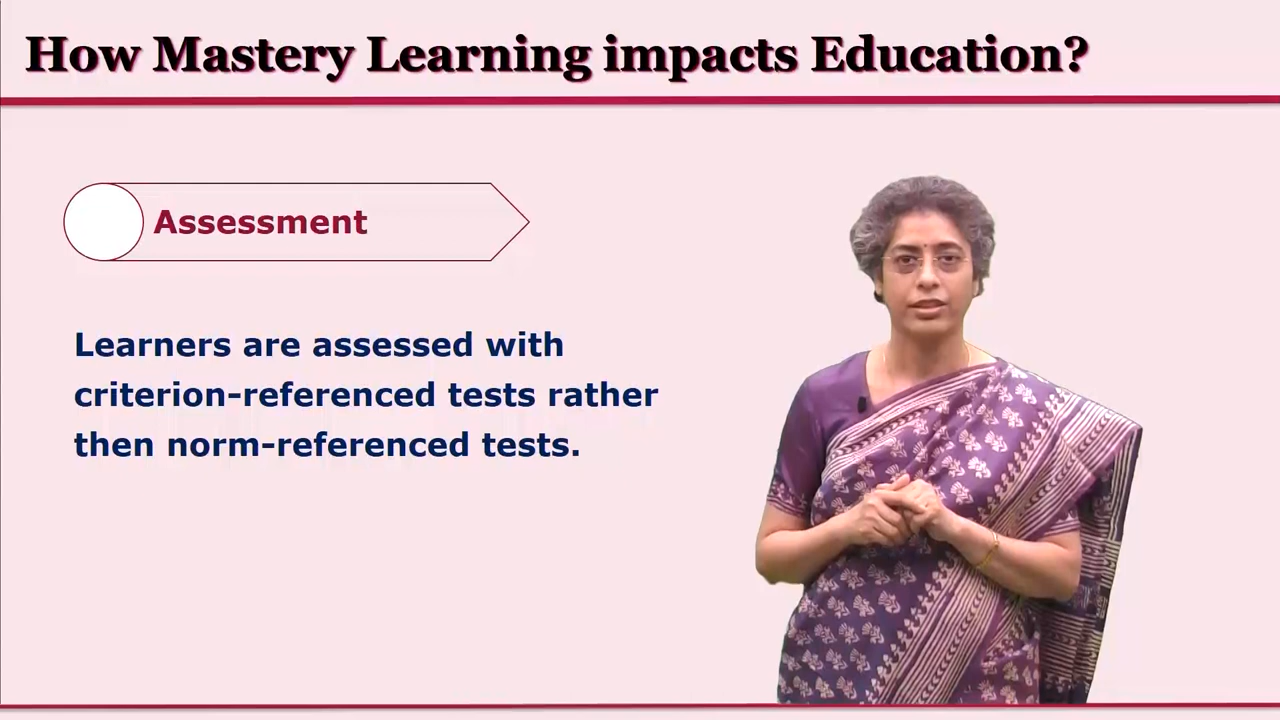 How Mastery Learning impacts Education?
Assessment
Learners are assessed with
criterion-referenced tests rather
then norm-referenced tests.